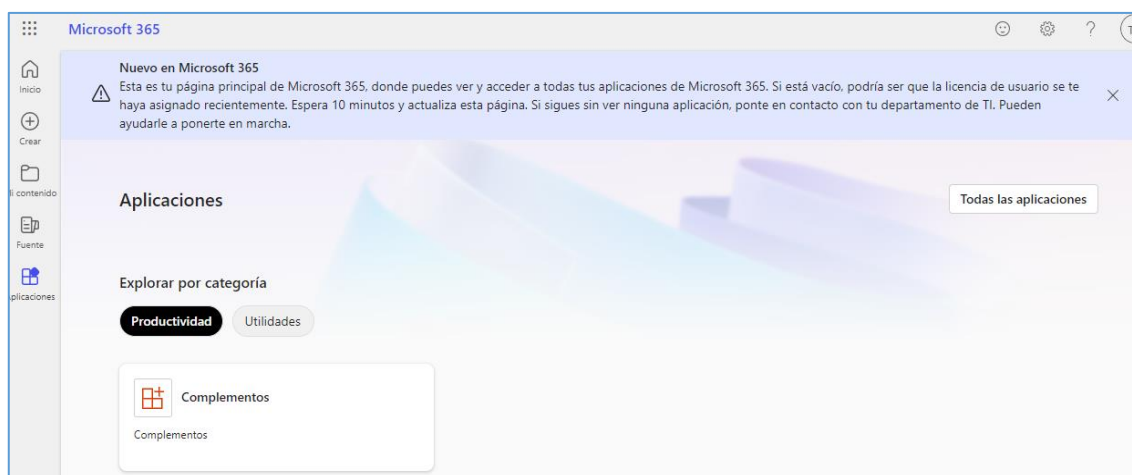 Microsoft 365
Inicio
Crear
li contenido
Fuente
plicaciones
Nuevo en Microsoft 365
Esta es tu página principal de Microsoft 365, donde puedes ver y acceder a todas tus aplicaciones de Microsoft 365. Si está vacío, podría ser que la licencia de usuario se te
haya asignado recientemente. Espera 10 minutos y actualiza esta página. Si sigues sin ver ninguna aplicación, ponte en contacto con tu departamento de TI. Pueden
ayudarle a ponerte en marcha.
Aplicaciones
Todas las aplicaciones
Explorar por categoría
Productividad
Utilidades
Complementos
Complementos